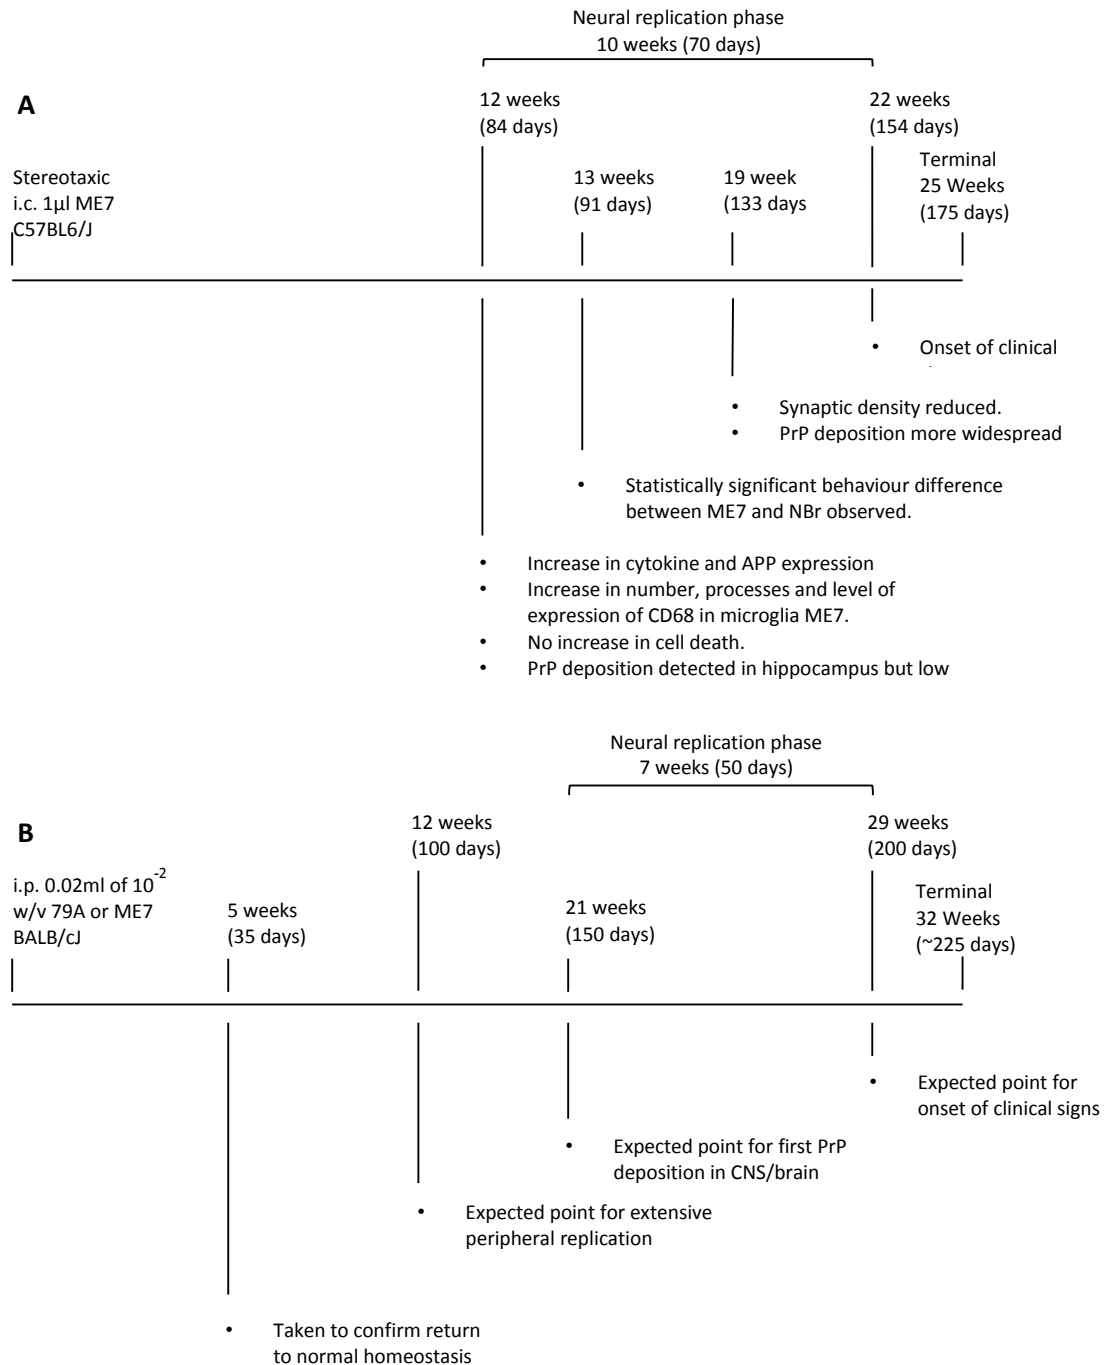 Neural replication phase
10 weeks (70 days)
A
12 weeks
(84 days)
22 weeks
(154 days)
Stereotaxic
i.c. 1µl ME7
C57BL6/J
13 weeks
(91 days)
19 week
(133 days
Terminal
25 Weeks
(175 days)
• Onset of clinical
• Synaptic density reduced.
• PrP deposition more widespread
• Statistically significant behaviour difference
between ME7 and NBr observed.
• Increase in cytokine and APP expression
• Increase in number, processes and level of
expression of CD68 in microglia ME7.
• No increase in cell death.
• PrP deposition detected in hippocampus but low
Neural replication phase
7 weeks (50 days)
B
12 weeks
(100 days)
29 weeks
(200 days)
i.p. 0.02ml of 10⁻²
w/v 79A or ME7
BALB/cJ
5 weeks
(35 days)
21 weeks
(150 days)
Terminal
32 Weeks
(~225 days)
• Expected point for
onset of clinical signs
• Expected point for first PrP
deposition in CNS/brain
• Expected point for extensive
peripheral replication
• Taken to confirm return
to normal homeostasis